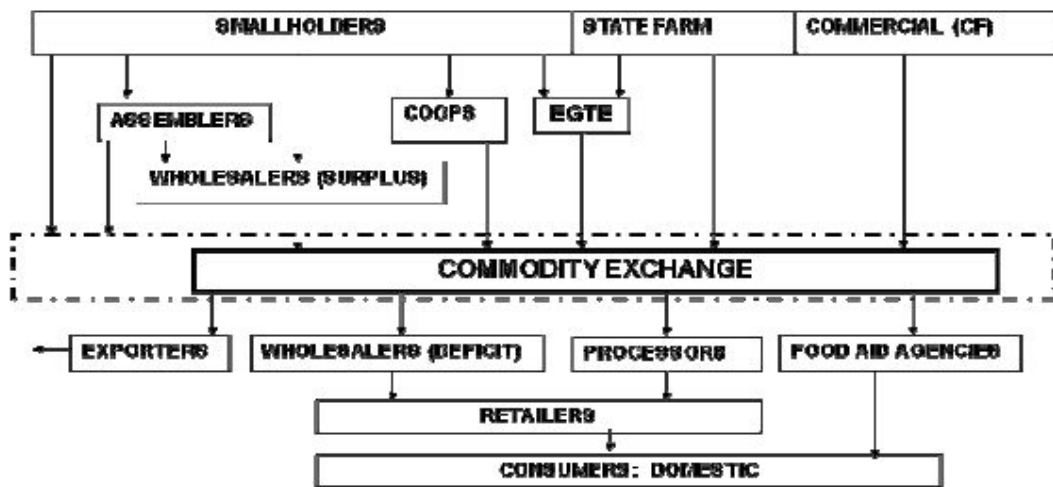 SMALLHOLDERS STATE FARM COMMERCIAL (CF)
ASSEMBLERS COOPS EGTE
WHOLESALERS (SURPLUS)
COMMODITY EXCHANGE
EXPORTERS WHOLESALERS (DEFICIT) PROCESSORS FOOD AID AGENCIES
RETAILERS
CONSUMERS: DOMESTIC